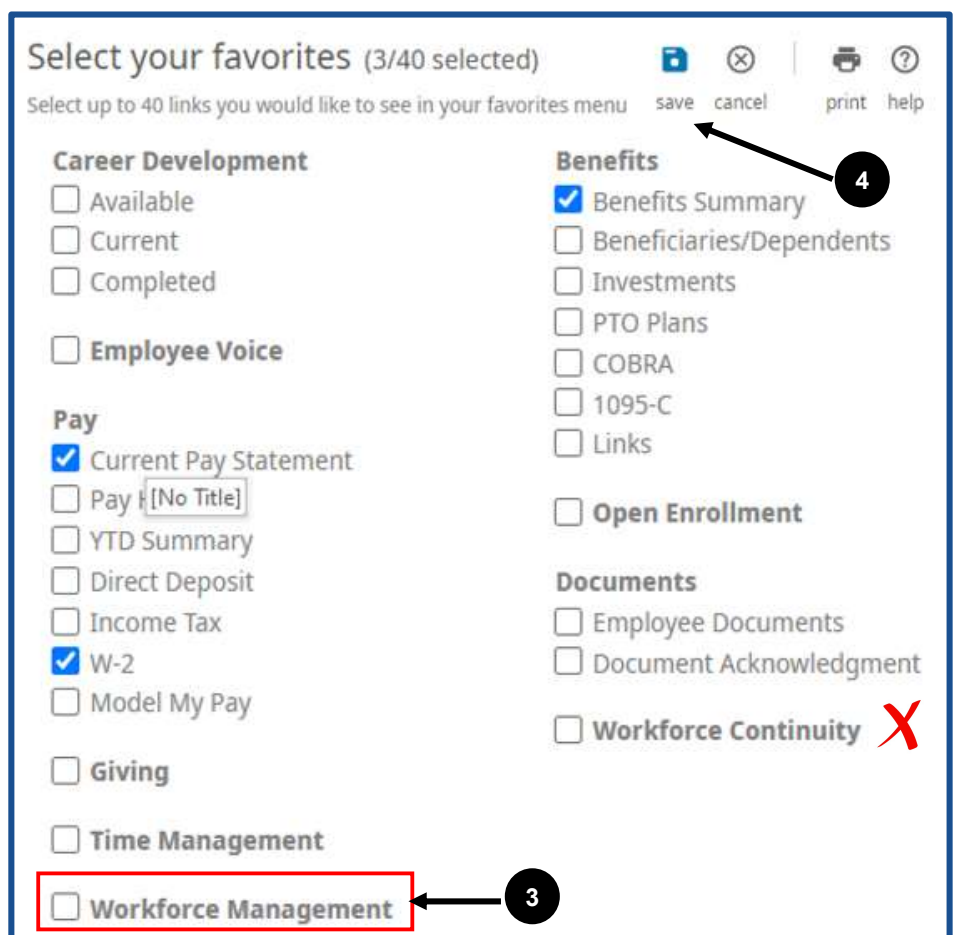 Select your favorites (3/40 selected)
Select up to 40 links you would like to see in your favorites menu
save cancel print help
4
Career Development
Available
Current
Completed
Employee Voice
Pay
Current Pay Statement
Pay
[No Title]
YTD Summary
Direct Deposit
Income Tax
W-2
Model My Pay
Giving
Time Management
Workforce Management
3
Benefits
Benefits Summary
Beneficiaries/Dependents
Investments
PTO Plans
COBRA
1095-C
Links
Open Enrollment
Documents
Employee Documents
Document Acknowledgment
Workforce Continuity X